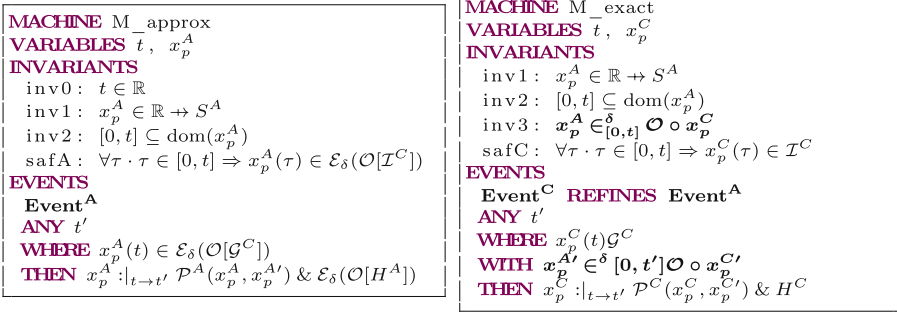 MACHINE M_approx
VARIABLES t, x_p^A
INVARIANTS
inv0: t ∈ ℝ
inv1: x_p^A ∈ ℝ ⇸ S^A
inv2: [0, t] ⊆ dom(x_p^A)
safA: ∀τ · τ ∈ [0, t] ⇒ x_p^A(τ) ∈ ℰ_δ(𝒪[ℐ^C])
EVENTS
Event^A
ANY t′
WHERE x_p^A(t) ∈ ℰ_δ(𝒪[𝒢^C])
THEN x_p^A :|_{t→t′} 𝒫^A(x_p^A, x_p^A′) & ℰ_δ(𝒪[H^A])
MACHINE M_exact
VARIABLES t, x_p^C
INVARIANTS
inv1: x_p^A ∈ ℝ ⇸ S^A
inv2: [0, t] ⊆ dom(x_p^A)
inv3: x_p^A ∈_{[0,t]}^δ 𝒪 ∘ x_p^C
safC: ∀τ · τ ∈ [0, t] ⇒ x_p^C(τ) ∈ ℐ^C
EVENTS
Event^C REFINES Event^A
ANY t′
WHERE x_p^C(t)𝒢^C
WITH x_p^A′ ∈^δ [0, t′]𝒪 ∘ x_p^C′
THEN x_p^C :|_{t→t′} 𝒫^C(x_p^C, x_p^C′) & H^C